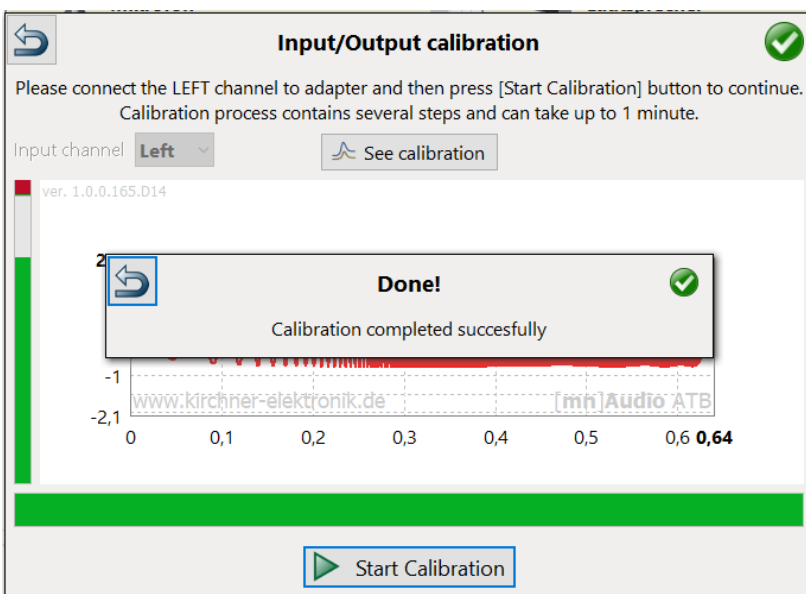 Input/Output calibration
Please connect the LEFT channel to adapter and then press [Start Calibration] button to continue.
Calibration process contains several steps and can take up to 1 minute.
Input channel Left
See calibration
ver. 1.0.0.165.D14
2
Done!
Calibration completed succesfully
-1
www.kirchner-elektronik.de [mn]Audio ATB
-2,1
0 0,1 0,2 0,3 0,4 0,5 0,6 0,64
Start Calibration